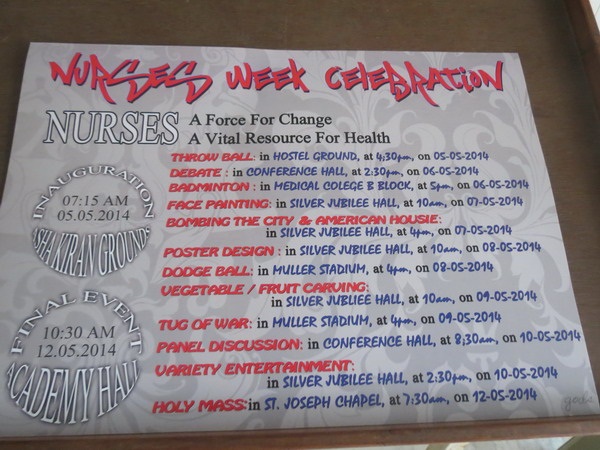 NURSES WEEK CELEBRATION
NURSES
A Force For Change
A Vital Resource For Health
INAUGURATION
07:15 AM
05.05.2014
ASHA KIRAN GROUNDS
FINAL EVENT
10:30 AM
12.05.2014
ACADEMY HALL
THROW BALL: in HOSTEL GROUND, at 4;30pm, on 05-05-2014
DEBATE : in CONFERENCE HALL, at 2:30pm, on 06-05-2014
BADMINTON : in MEDICAL COLEGE B BLOCK, at 5pm, on 06-05-2014
FACE PAINTING: in SILVER JUBILEE HALL, at 10am, on 07-05-2014
BOMBING THE CITY & AMERICAN HOUSIE:
in SILVER JUBILEE HALL, at 4pm, on 07-05-2014
POSTER DESIGN : in SILVER JUBILEE HALL, at 10am, on 08-05-2014
DODGE BALL: in MULLER STADIUM, at 4pm, on 08-05-2014
VEGETABLE / FRUIT CARVING:
in SILVER JUBLIEE HALL, at 10am, on 09-05-2014
TUG OF WAR: in MULLER STADIUM, at 4pm, on 09-05-2014
PANEL DISCUSSION: in CONFERENCE HALL, at 8;30am, on 10-05-2014
VARIETY ENTERTAINMENT:
in SILVER JUBILEE HALL, at 2;30pm, on 10-05-2014
HOLY MASS: in ST. JOSEPH CHAPEL, at 7;30am, on 12-05-2014